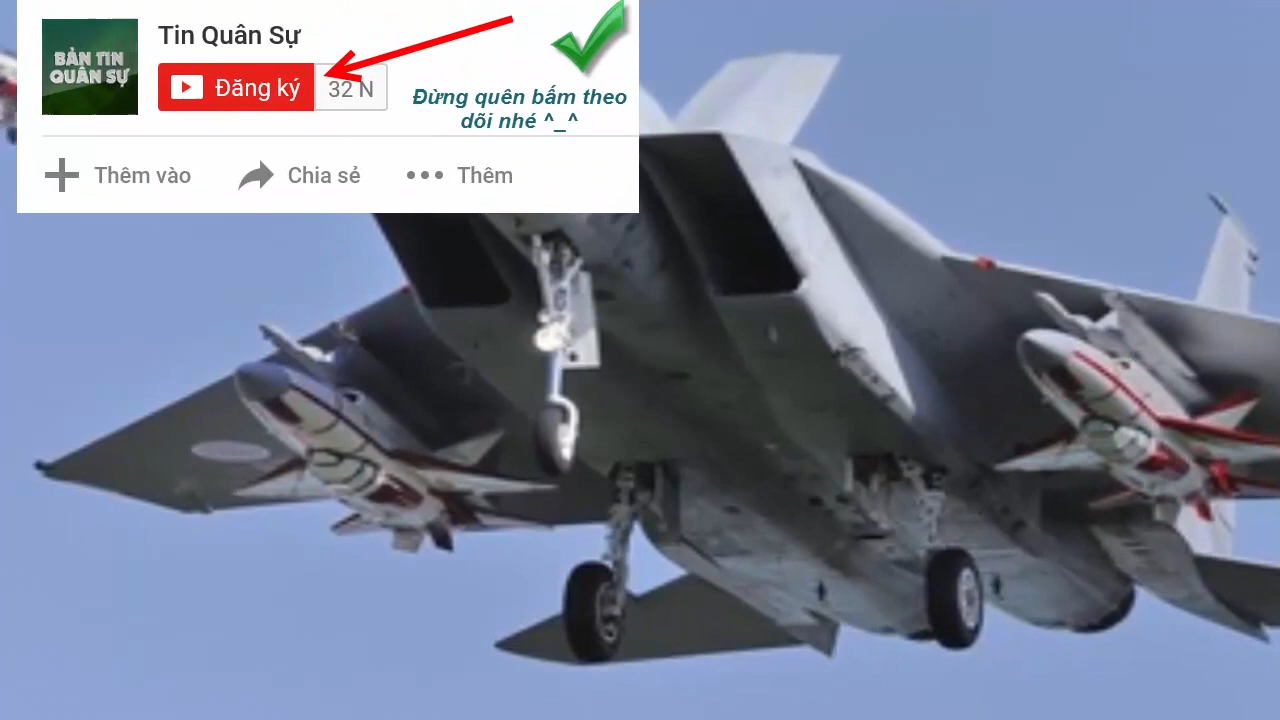 BẢN TIN
QUÂN SỰ
Tin Quân Sự
Đăng ký
32 N
Đừng quên bấm theo
dõi nhé ^_^
Thêm vào
Chia sẻ
Thêm